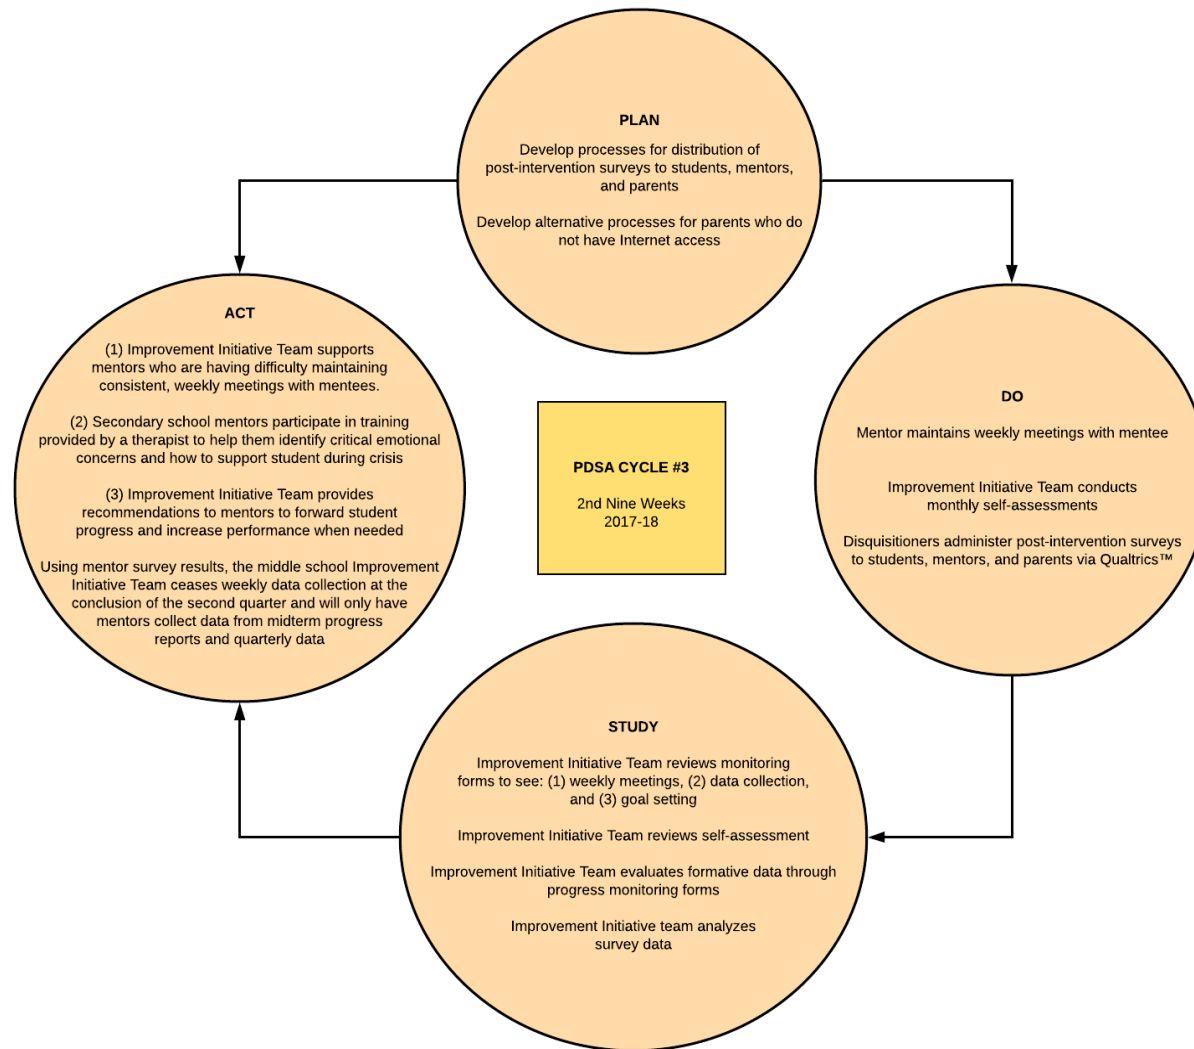 PLAN
Develop processes for distribution of
post-intervention surveys to students, mentors,
and parents
Develop alternative processes for parents who do
not have Internet access
ACT
(1) Improvement Initiative Team supports
mentors who are having difficulty maintaining
consistent, weekly meetings with mentees.
(2) Secondary school mentors participate in training
provided by a therapist to help them identify critical emotional
concerns and how to support student during crisis
(3) Improvement Initiative Team provides
recommendations to mentors to forward student
progress and increase performance when needed
Using mentor survey results, the middle school Improvement
Initiative Team ceases weekly data collection at the
conclusion of the second quarter and will only have
mentors collect data from midterm progress
reports and quarterly data
PDSA CYCLE #3
2nd Nine Weeks
2017-18
DO
Mentor maintains weekly meetings with mentee
Improvement Initiative Team conducts
monthly self-assessments
Disquisitioners administer post-intervention surveys
to students, mentors, and parents via Qualtrics™
STUDY
Improvement Initiative Team reviews monitoring
forms to see: (1) weekly meetings, (2) data collection,
and (3) goal setting
Improvement Initiative Team reviews self-assessment
Improvement Initiative Team evaluates formative data through
progress monitoring forms
Improvement Initiative team analyzes
survey data